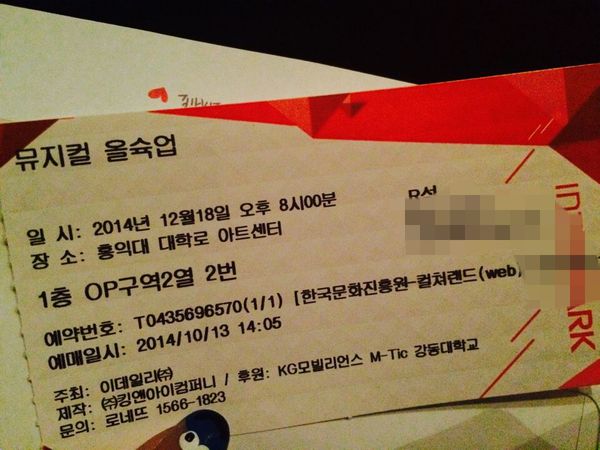 뮤지컬 올슉업
일 시: 2014년 12월18일 오후 8시00분
R석
장 소: 홍익대 대학로 아트센터
1층 OP구역2열 2번
예약번호: T0435696570(1/1) [한국문화진흥원-컬쳐랜드(web)
예매일시: 2014/10/13 14:05
주최: 이데일리㈜
제작: ㈜킹앤아이컴퍼니 / 후원: KG모빌리언스 M-Tic 강동대학교
문의: 로네뜨 1566-1823